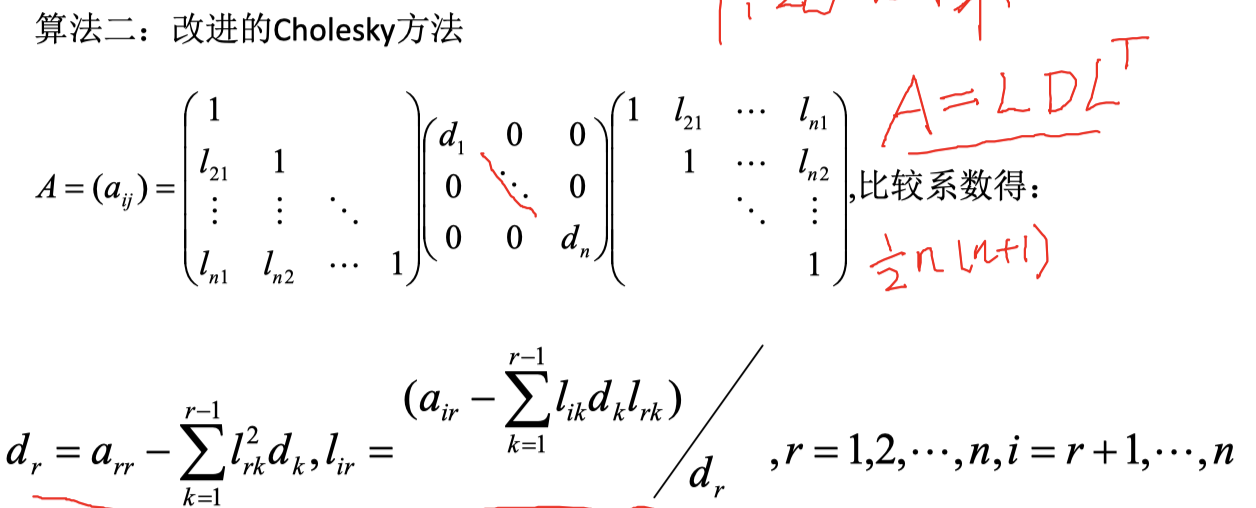 算法二：改进的Cholesky方法
A = LDL^T
A = (a_{ij}) = \begin{pmatrix} 1 & & & \\ l_{21} & 1 & & \\ \vdots & \vdots & \ddots & \\ l_{n1} & l_{n2} & \cdots & 1 \end{pmatrix} \begin{pmatrix} d_1 & 0 & 0 \\ 0 & \ddots & 0 \\ 0 & 0 & d_n \end{pmatrix} \begin{pmatrix} 1 & l_{21} & \cdots & l_{n1} \\ & 1 & \cdots & l_{n2} \\ & & \ddots & \vdots \\ & & & 1 \end{pmatrix} ,比较系数得：
\frac{1}{2} n (n+1)
d_r = a_{rr} - \sum_{k=1}^{r-1} l_{rk}^2 d_k, l_{ir} = (a_{ir} - \sum_{k=1}^{r-1} l_{ik} d_k l_{rk}) / d_r , r = 1,2,⋯,n, i = r+1,⋯,n